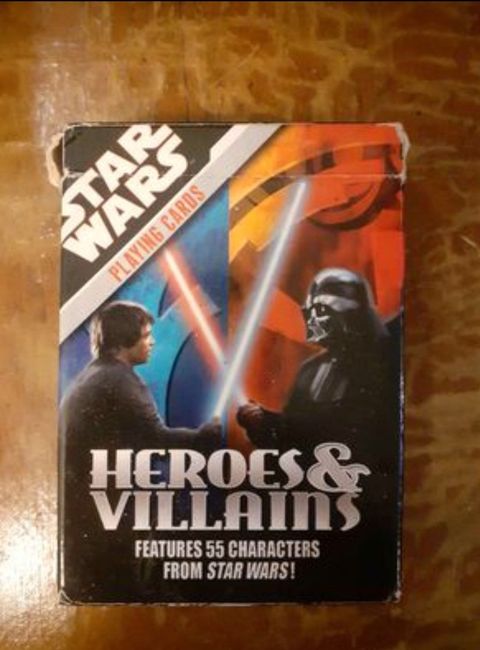 STAR
WARS
PLAYING CARDS
HEROES &
VILLAINS
FEATURES 55 CHARACTERS
FROM STAR WARS!